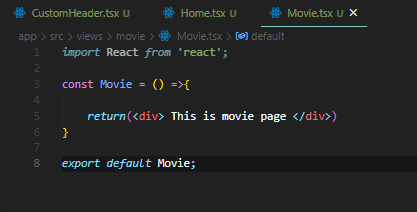 CustomHeader.tsx U Home.tsx U Movie.tsx U ×
app > src > views > movie > Movie.tsx > default
1 import React from 'react';
2
3 const Movie = () =>{
4
5 return(<div> This is movie page </div>)
6 }
7
8 export default Movie;